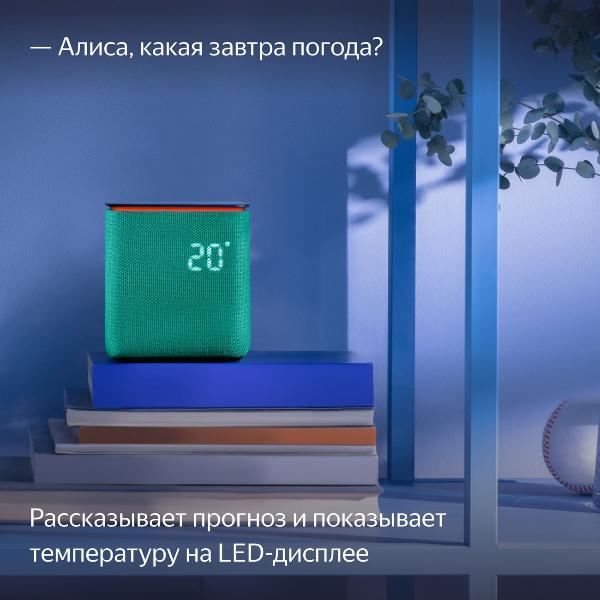 — Алиса, какая завтра погода?
20°
Рассказывает прогноз и показывает
температуру на LED-дисплее